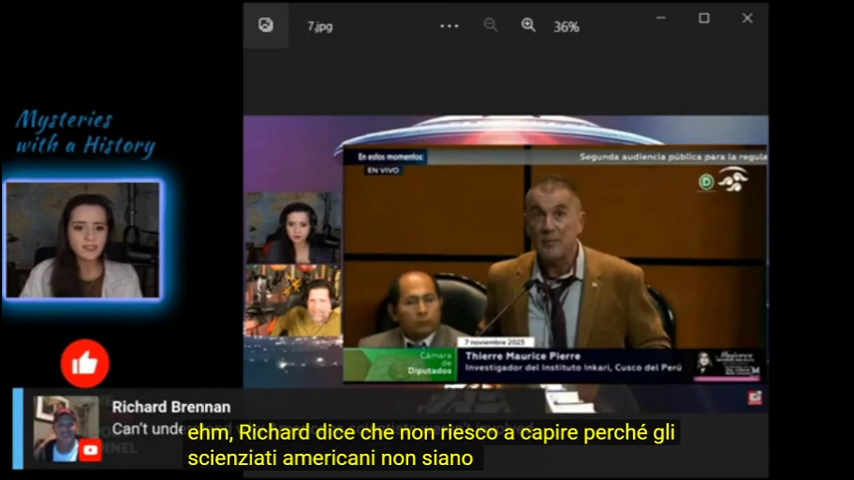 7.jpg
36%
Mysteries
with a History
En estos momentos:
Segunda audiencia pública para la regula
EN VIVO
7 noviembre 2023
Cámara
de
Diputados
Thierre Maurice Pierre
Investigador del Instituto Inkari, Cusco del Perú
Richard Brennan
Can't unde
ehm, Richard dice che non riesco a capire perché gli
scienziati americani non siano